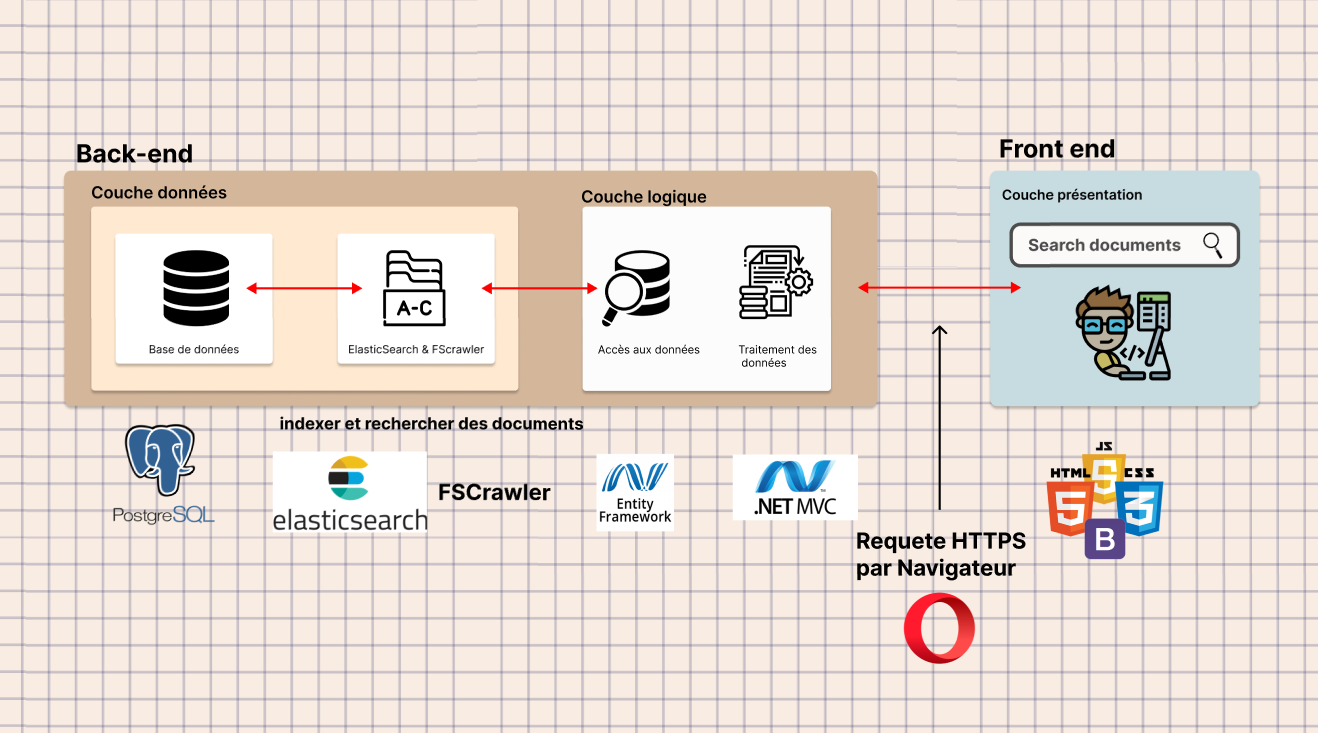 Back-end
Front end
Couche données
Couche logique
Couche présentation
Search documents
A-C
Base de données
ElasticSearch & FScrawler
Accès aux données
Traitement des
données
</>
indexer et rechercher des documents
PostgreSQL
elasticsearch
FSCrawler
Entity
Framework
.NET MVC
TM
Requete HTTPS
par Navigateur
JS
HTML
CSS
5
5
3
B